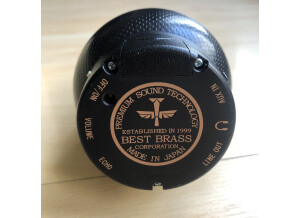 OFF / ON
AUX IN
PREMIUM SOUND TECHNOLOGY
ESTABLISHED IN 1999
BEST BRASS
CORPORATION
MADE IN JAPAN
VOLUME
ECHO
LINE OUT